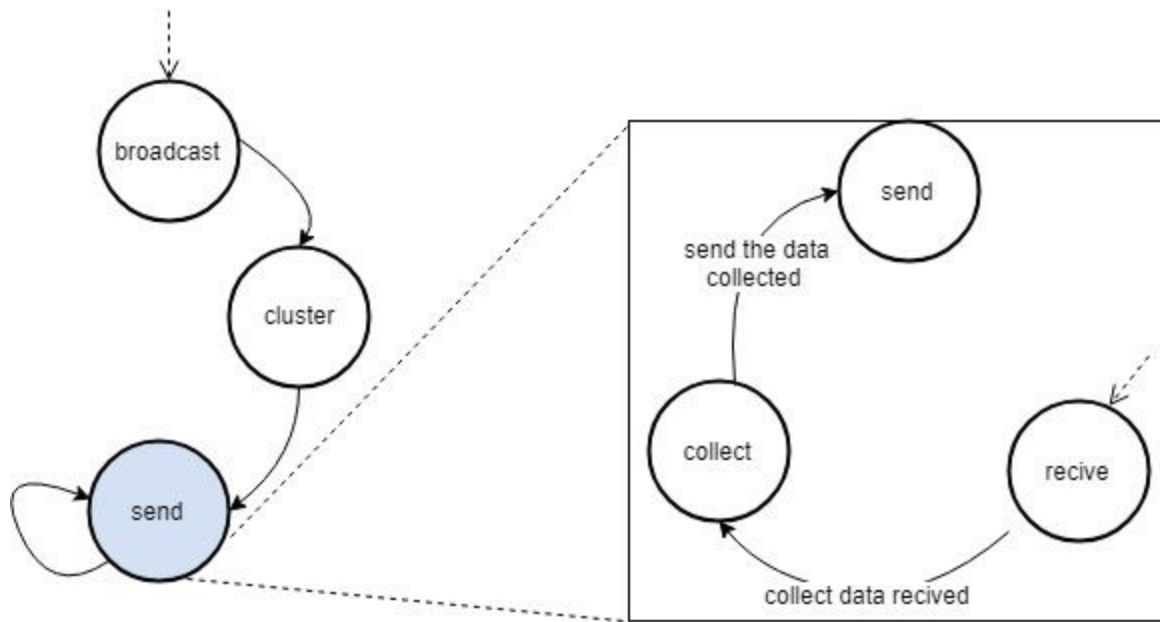 broadcast
cluster
send
send
send the data
collected
collect
recive
collect data recived